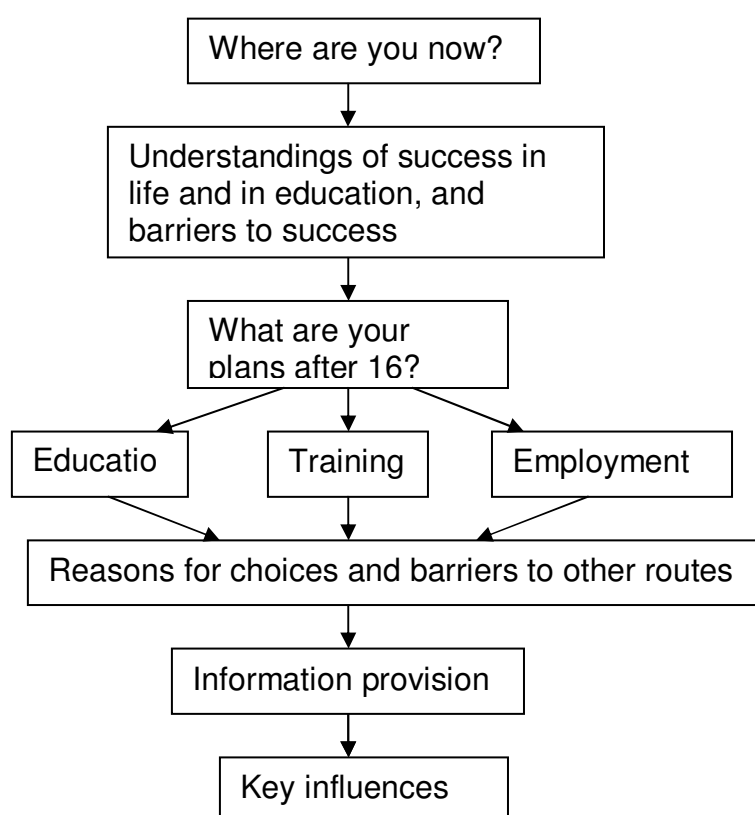 Where are you now?
Understandings of success in
life and in education, and
barriers to success
What are your
plans after 16?
Educatio
Training
Employment
Reasons for choices and barriers to other routes
Information provision
Key influences